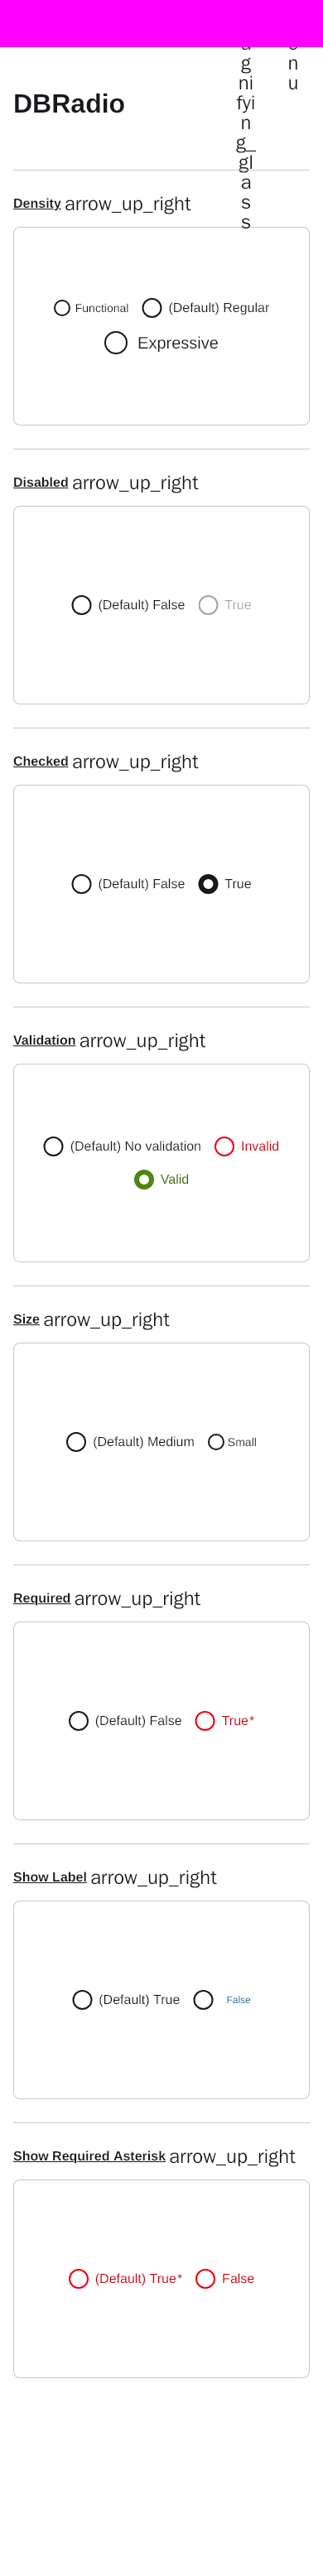 g
n
ni
u
fyi
n
g_
gl
a
s
s
DBRadio
Density arrow_up_right
Functional (Default) Regular
Expressive
Disabled arrow_up_right
(Default) False True
Checked arrow_up_right
(Default) False True
Validation arrow_up_right
(Default) No validation Invalid
Valid
Size arrow_up_right
(Default) Medium Small
Required arrow_up_right
(Default) False True*
Show Label arrow_up_right
(Default) True False
Show Required Asterisk arrow_up_right
(Default) True* False